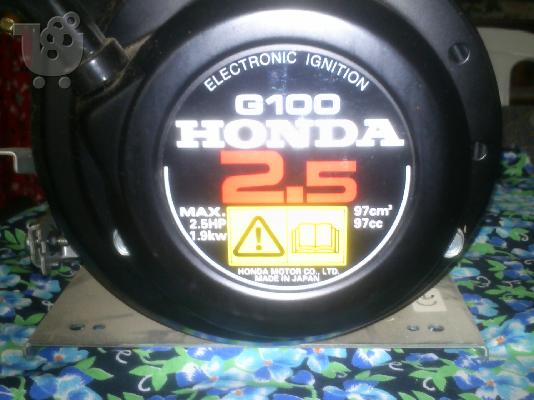 ELECTRONIC IGNITION
G100
HONDA
2.5
MAX. 97cm³
2.5HP 97cc
1.9kw
HONDA MOTOR CO., LTD.
MADE IN JAPAN